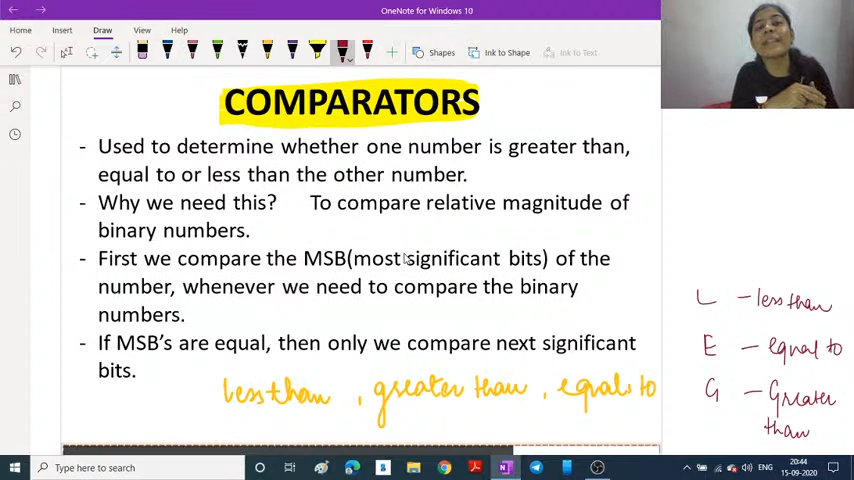 OneNote for Windows 10
Home Insert Draw View Help
Shapes Ink to Shape Ink to Text
COMPARATORS
- Used to determine whether one number is greater than,
equal to or less than the other number.
- Why we need this? To compare relative magnitude of
binary numbers.
- First we compare the MSB(most significant bits) of the
number, whenever we need to compare the binary
numbers.
- If MSB's are equal, then only we compare next significant
bits.
less than , greater than , equal to
L - less than
E - equal to
G - Greater
than
Type here to search
ENG
20:44
15-09-2020